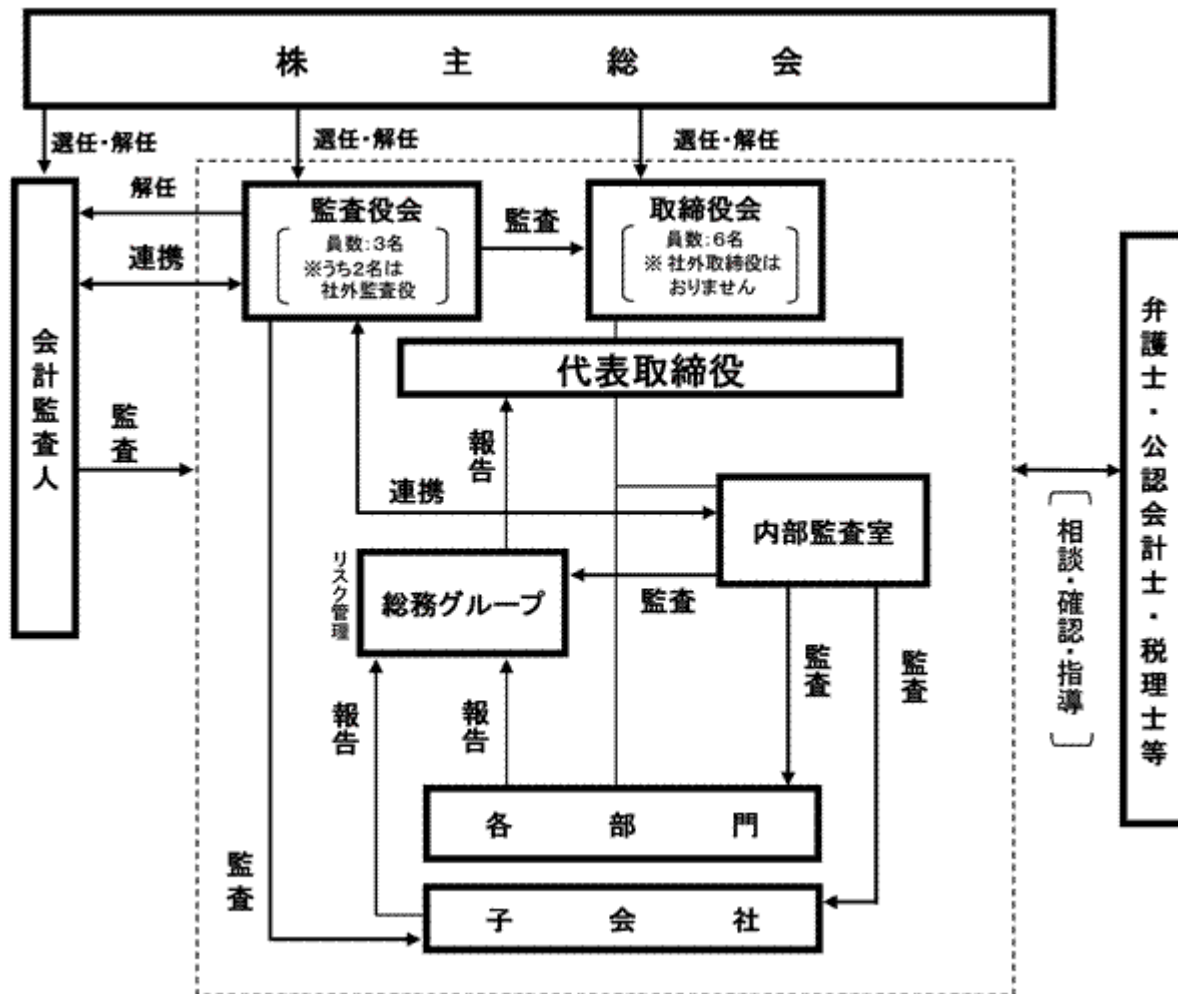 株主総会
選任・解任
選任・解任
選任・解任
解任
監査役会
員数:3名
※うち2名は
社外監査役
監査
取締役会
員数:6名
※社外取締役は
おりません
連携
会計監査人
監査
代表取締役
報告
連携
内部監査室
リスク管理
総務グループ
監査
監査
監査
報告
報告
各部門
監査
子会社
相談・確認・指導
弁護士・公認会計士・税理士等